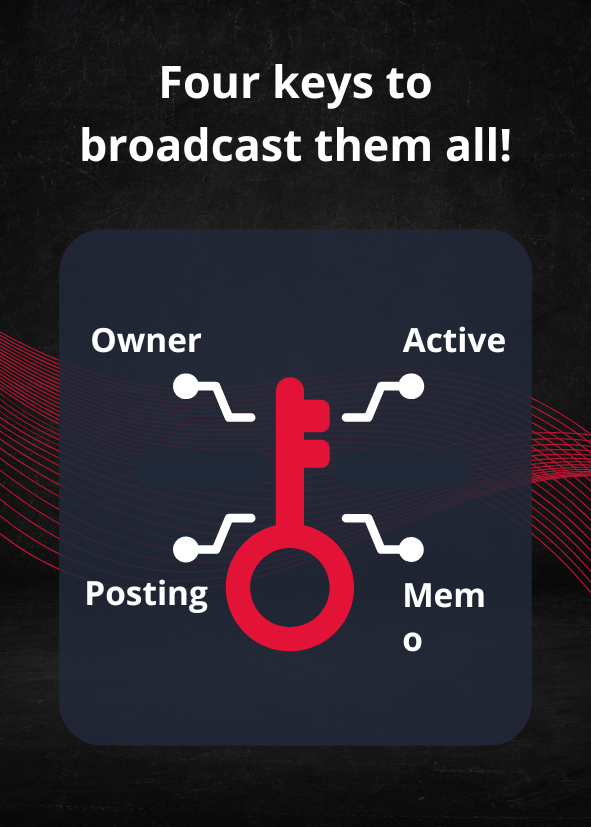 Four keys to
broadcast them all!
Owner
Active
Posting
Mem
o